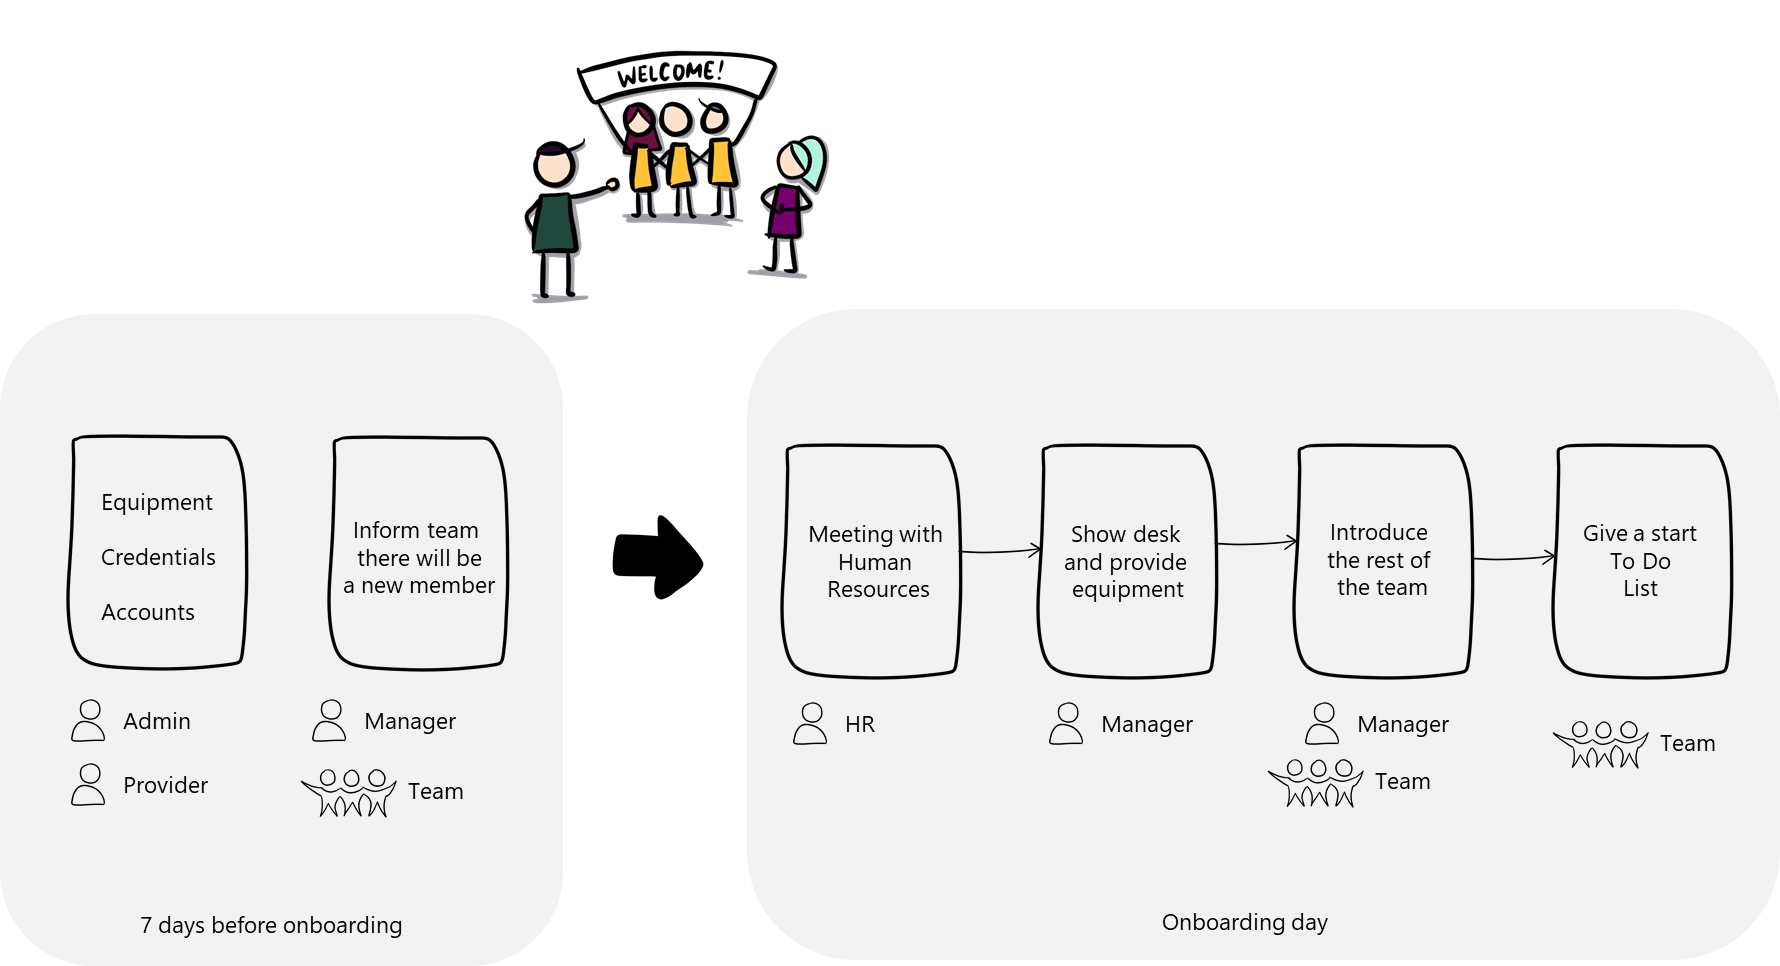 WELCOME!
Equipment
Credentials
Accounts
Admin
Provider
Inform team
there will be
a new member
Manager
Team
7 days before onboarding
Meeting with
Human
Resources
HR
Show desk
and provide
equipment
Manager
Introduce
the rest of
the team
Manager
Team
Give a start
To Do
List
Team
Onboarding day